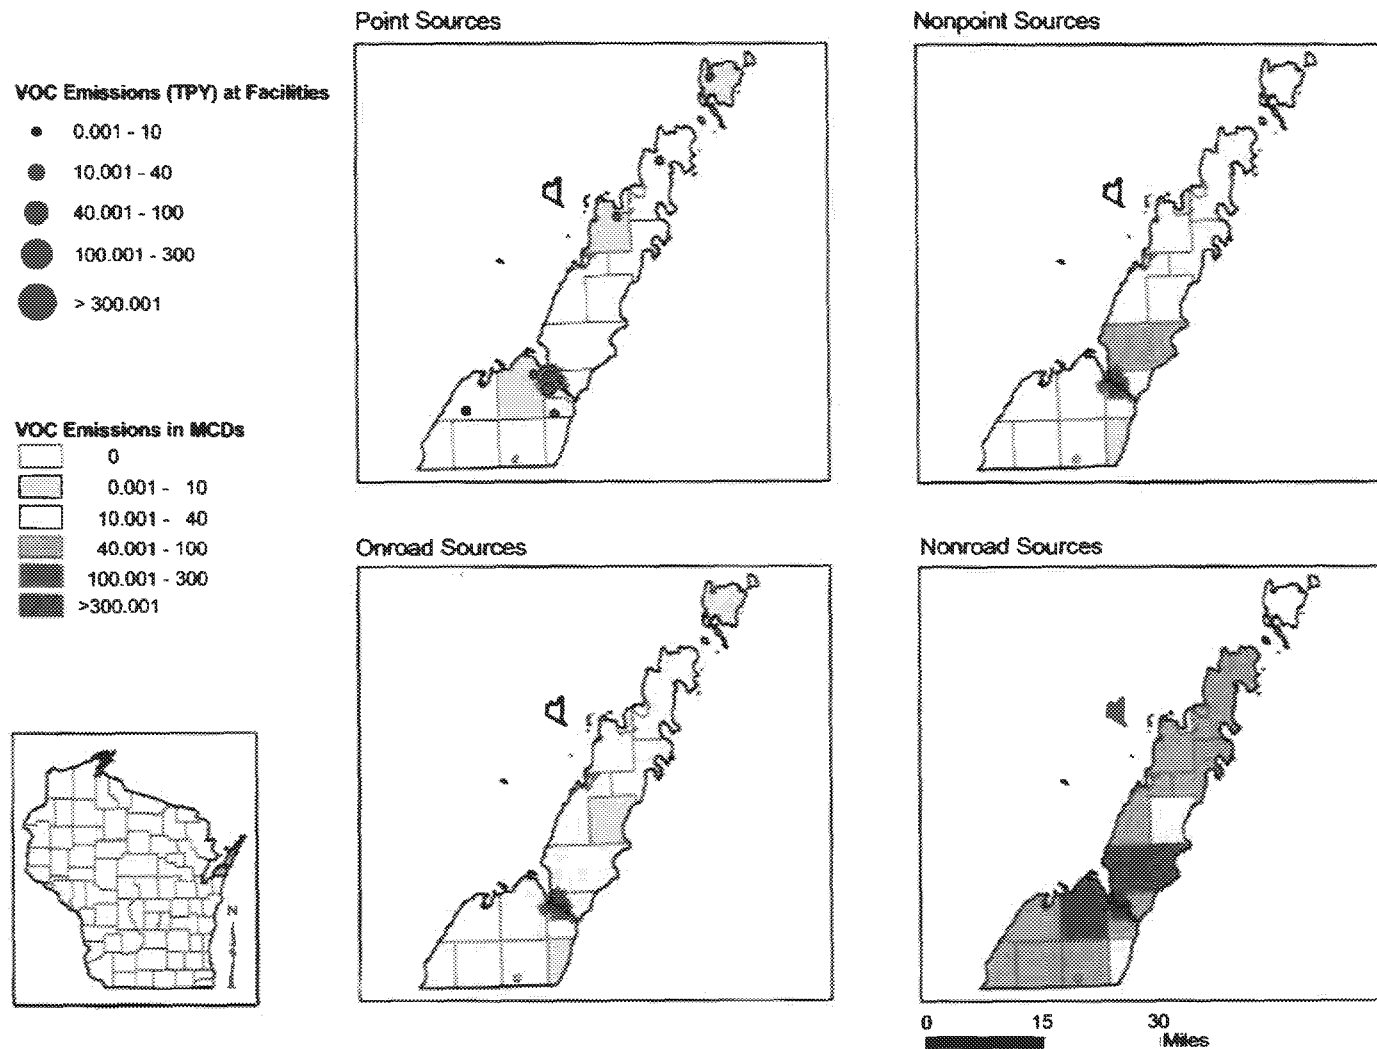 Point Sources
Nonpoint Sources
VOC Emissions (TPY) at Facilities
0.001 - 10
10.001 - 40
40.001 - 100
100.001 - 300
> 300.001
VOC Emissions in MCDs
0
0.001 - 10
10.001 - 40
40.001 - 100
100.001 - 300
>300.001
Onroad Sources
Nonroad Sources
N
0 15 30
Miles